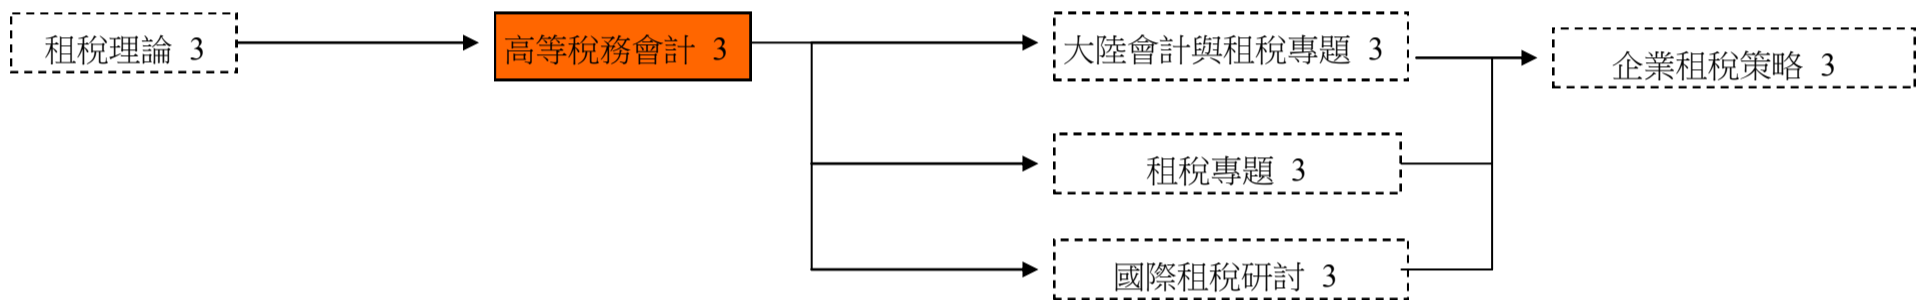 租稅理論 3
高等稅務會計 3
大陸會計與租稅專題 3
企業租稅策略 3
租稅專題 3
國際租稅研討 3